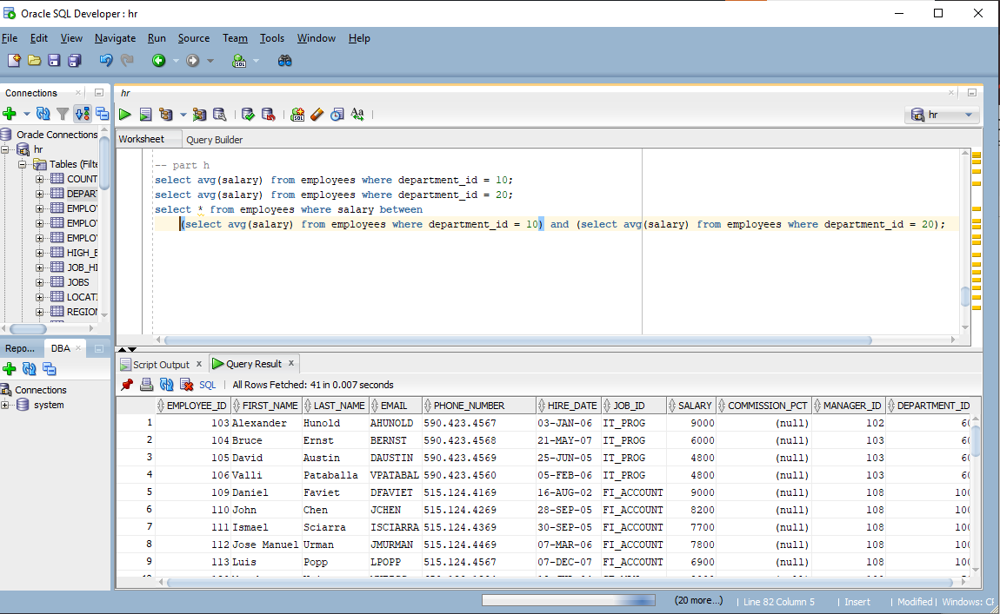 Oracle SQL Developer : hr
File Edit View Navigate Run Source Team Tools Window Help
Connections
Oracle Connections
hr
Tables (Filte
COUNT
DEPART
EMPLO
EMPLO
EMPLO
HIGH_E
JOB_HI
JOBS
LOCAT
REGION
Repo... DBA
Connections
system
hr
hr
Worksheet Query Builder
-- part h
select avg(salary) from employees where department_id = 10;
select avg(salary) from employees where department_id = 20;
select * from employees where salary between
(select avg(salary) from employees where department_id = 10) and (select avg(salary) from employees where department_id = 20);
Script Output x Query Result x
SQL | All Rows Fetched: 41 in 0.007 seconds
EMPLOYEE_ID FIRST_NAME LAST_NAME EMAIL PHONE_NUMBER HIRE_DATE JOB_ID SALARY COMMISSION_PCT MANAGER_ID DEPARTMENT_ID
1 103 Alexander Hunold AHUNOLD 590.423.4567 03-JAN-06 IT_PROG 9000 (null) 102 60
2 104 Bruce Ernst BERNST 590.423.4568 21-MAY-07 IT_PROG 6000 (null) 103 60
3 105 David Austin DAUSTIN 590.423.4569 25-JUN-05 IT_PROG 4800 (null) 103 60
4 106 Valli Pataballa VPATABAL 590.423.4560 05-FEB-06 IT_PROG 4800 (null) 103 60
5 109 Daniel Faviet DFAVIET 515.124.4169 16-AUG-02 FI_ACCOUNT 9000 (null) 108 100
6 110 John Chen JCHEN 515.124.4269 28-SEP-05 FI_ACCOUNT 8200 (null) 108 100
7 111 Ismael Sciarra ISCIARRA 515.124.4369 30-SEP-05 FI_ACCOUNT 7700 (null) 108 100
8 112 Jose Manuel Urman JMURMAN 515.124.4469 07-MAR-06 FI_ACCOUNT 7800 (null) 108 100
9 113 Luis Popp LPOPP 515.124.4567 07-DEC-07 FI_ACCOUNT 6900 (null) 108 100
(20 more...) | Line 82 Column 5 | Insert | Modified | Windows: CF